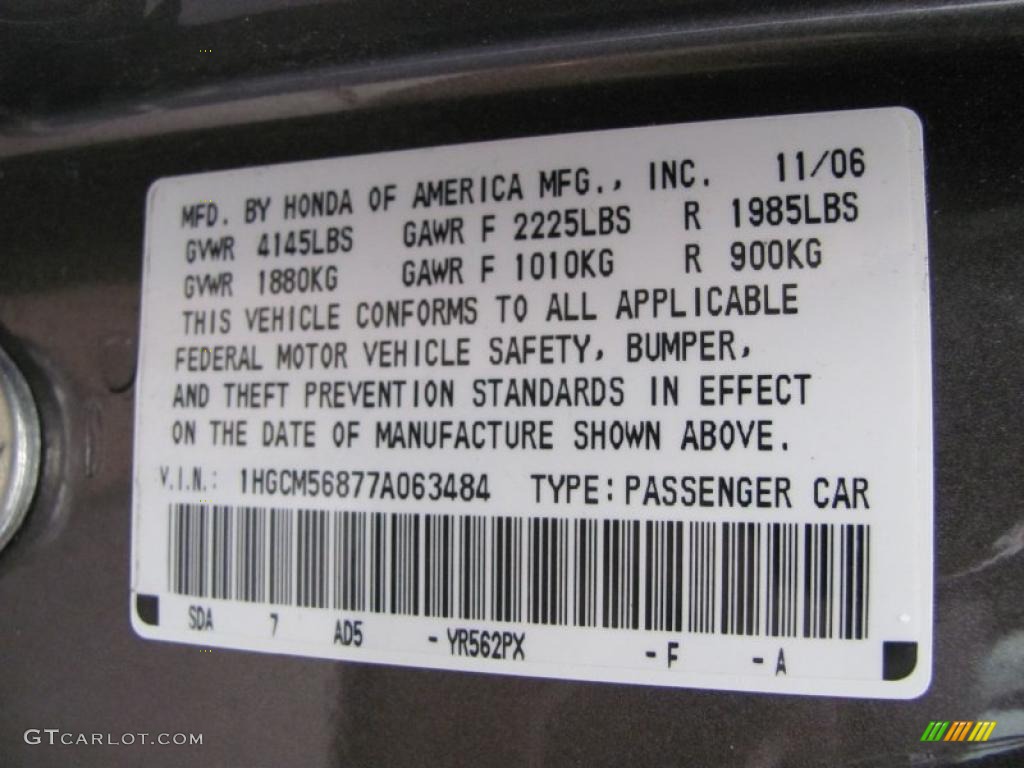 MFD. BY HONDA OF AMERICA MFG., INC. 11/06
GVWR 4145LBS GAWR F 2225LBS R 1985LBS
GVWR 1880KG GAWR F 1010KG R 900KG
THIS VEHICLE CONFORMS TO ALL APPLICABLE
FEDERAL MOTOR VEHICLE SAFETY, BUMPER,
AND THEFT PREVENTION STANDARDS IN EFFECT
ON THE DATE OF MANUFACTURE SHOWN ABOVE.
V.I.N.: 1HGCM56877A063484 TYPE: PASSENGER CAR
SDA 7 AD5 - YR562PX - F - A
GTCARLOT.COM